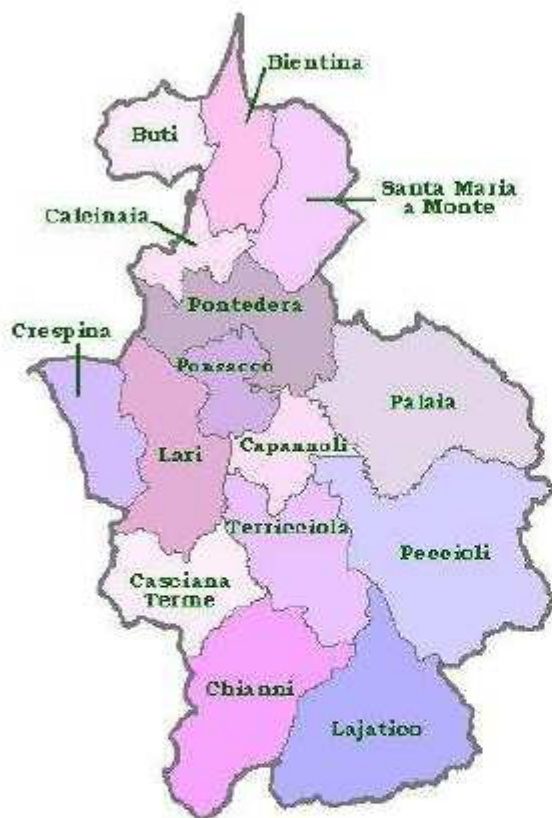 Bientina
Buti
Santa Maria
a Monte
Calcinaia
Pontedera
Crespina
Ponsacco
Palaia
Capannoli
Lari
Terricciola
Peccioli
Casciana
Terme
Chianni
Lajatico